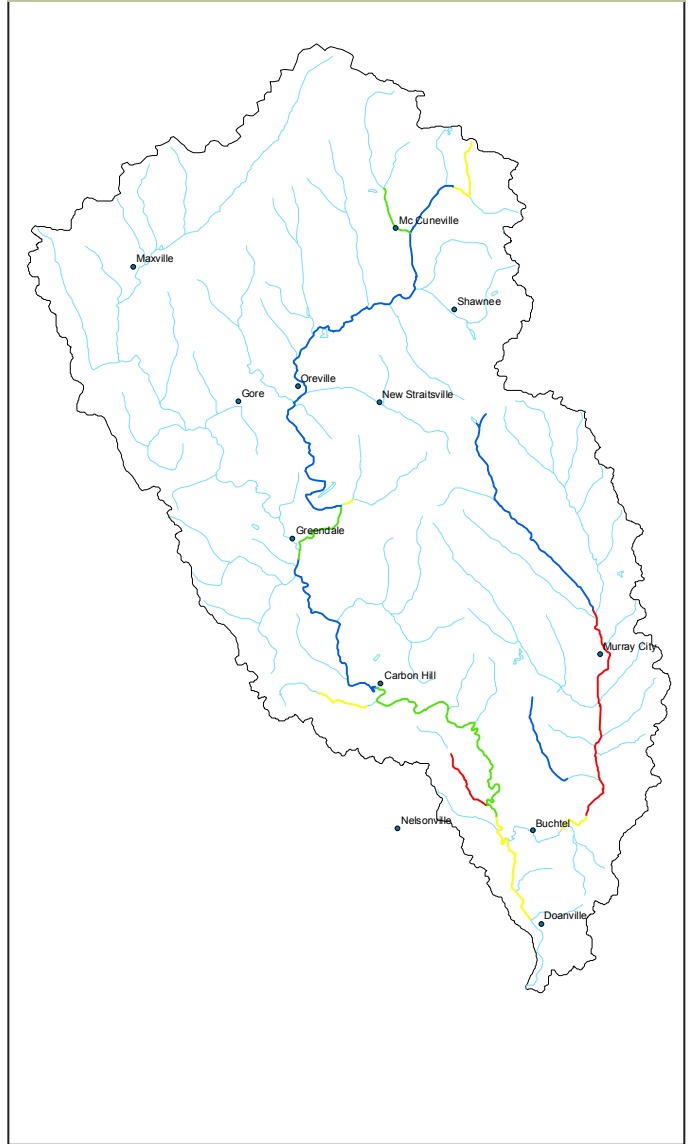 Mc Cuneville
Maxville
Shawnee
Oreville
Gore
New Straitsville
Greendale
Murray City
Carbon Hill
Nelsonville
Buchtel
Doanville